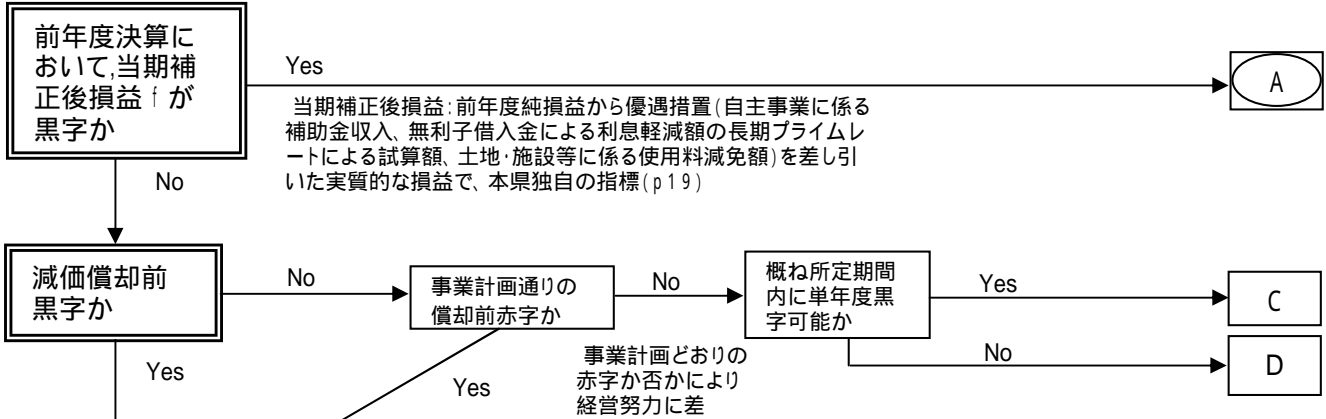 前年度決算に
おいて,当期補
正後損益 f が
黒字か
Yes
A
当期補正後損益:前年度純損益から優遇措置(自主事業に係る
補助金収入、無利子借入金による利息軽減額の長期プライムレ
ートによる試算額、土地・施設等に係る使用料減免額)を差し引
いた実質的な損益で、本県独自の指標(p19)
No
減価償却前
黒字か
No
事業計画通りの
償却前赤字か
No
概ね所定期間
内に単年度黒
字可能か
Yes
C
No
D
Yes
Yes
事業計画どおりの
赤字か否かにより
経営努力に差